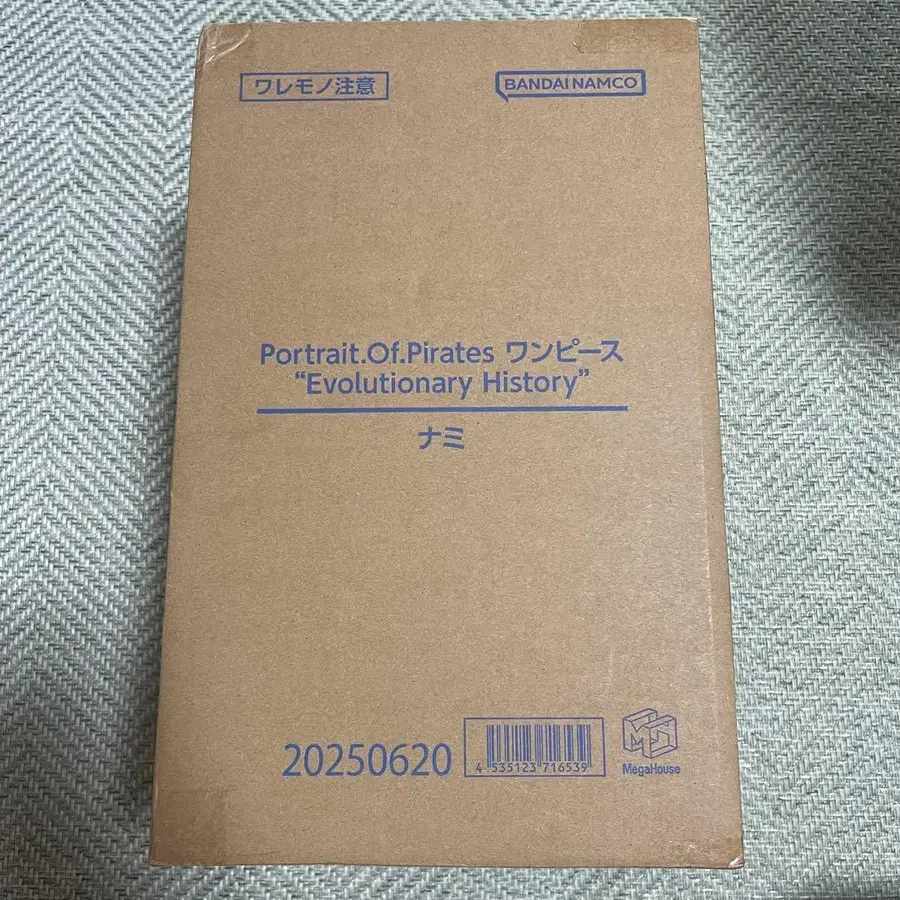 ワレモノ注意
BANDAI NAMCO
Portrait.Of.Pirates ワンピース
“Evolutionary History”
ナミ
20250620
4 535123 716539
MegaHouse